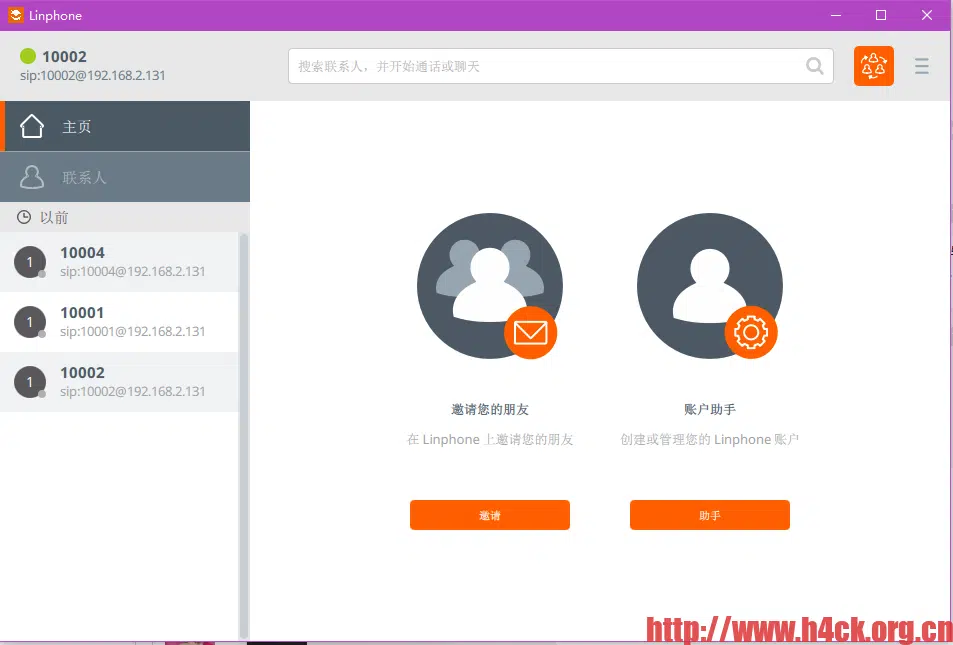 Linphone
10002
sip:10002@192.168.2.131
搜索联系人，并开始通话或聊天
主页
联系人
以前
1
10004
sip:10004@192.168.2.131
1
10001
sip:10001@192.168.2.131
1
10002
sip:10002@192.168.2.131
邀请您的朋友
在 Linphone 上邀请您的朋友
邀请
账户助手
创建或管理您的 Linphone 账户
助手
http://www.h4ck.org.cn